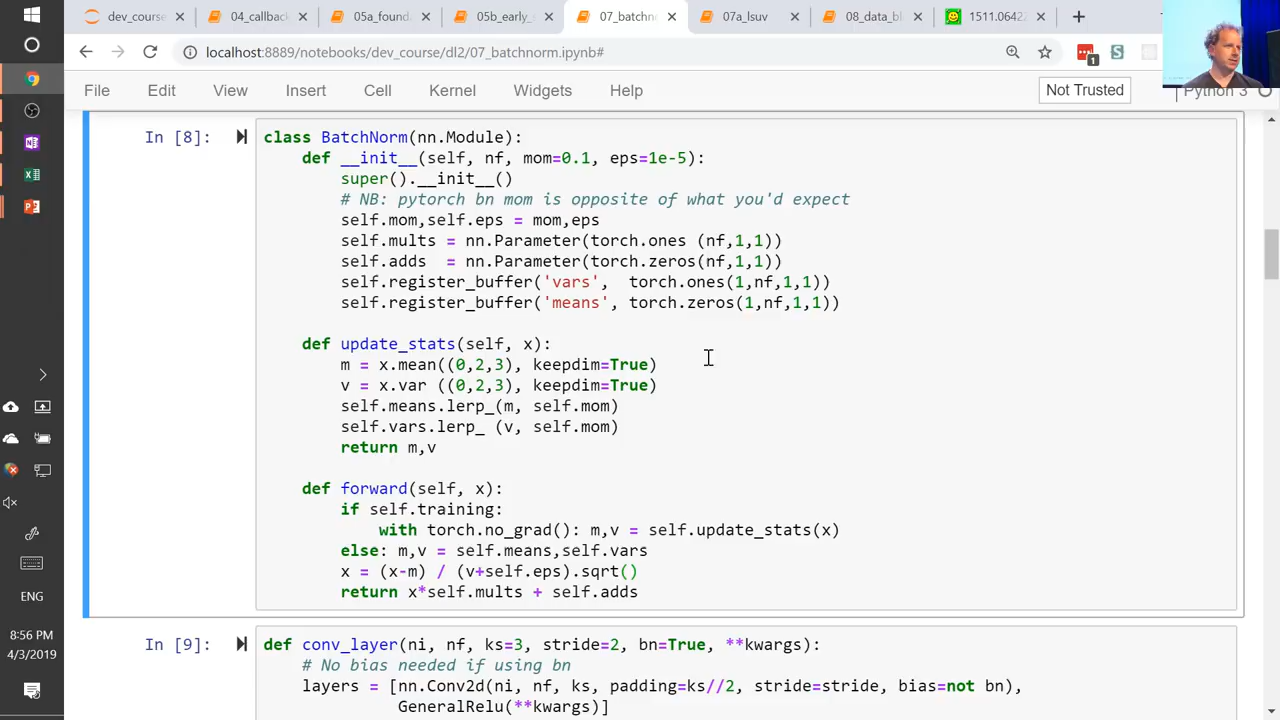 dev_course
04_callback
05a_found
05b_early_s
07_batchn
07a_lsuv
08_data_bl
1511.06422
localhost:8889/notebooks/dev_course/dl2/07_batchnorm.ipynb#
1
File Edit View Insert Cell Kernel Widgets Help Not Trusted Python 3
In [8]: class BatchNorm(nn.Module):
def __init__(self, nf, mom=0.1, eps=1e-5):
super().__init__()
# NB: pytorch bn mom is opposite of what you'd expect
self.mom,self.eps = mom,eps
self.mults = nn.Parameter(torch.ones (nf,1,1))
self.adds  = nn.Parameter(torch.zeros(nf,1,1))
self.register_buffer('vars',  torch.ones(1,nf,1,1))
self.register_buffer('means', torch.zeros(1,nf,1,1))
def update_stats(self, x):
m = x.mean((0,2,3), keepdim=True)
v = x.var ((0,2,3), keepdim=True)
self.means.lerp_(m, self.mom)
self.vars.lerp_ (v, self.mom)
return m,v
def forward(self, x):
if self.training:
with torch.no_grad(): m,v = self.update_stats(x)
else: m,v = self.means,self.vars
x = (x-m) / (v+self.eps).sqrt()
return x*self.mults + self.adds
In [9]: def conv_layer(ni, nf, ks=3, stride=2, bn=True, **kwargs):
# No bias needed if using bn
layers = [nn.Conv2d(ni, nf, ks, padding=ks//2, stride=stride, bias=not bn),
GeneralRelu(**kwargs)]
ENG
8:56 PM
4/3/2019